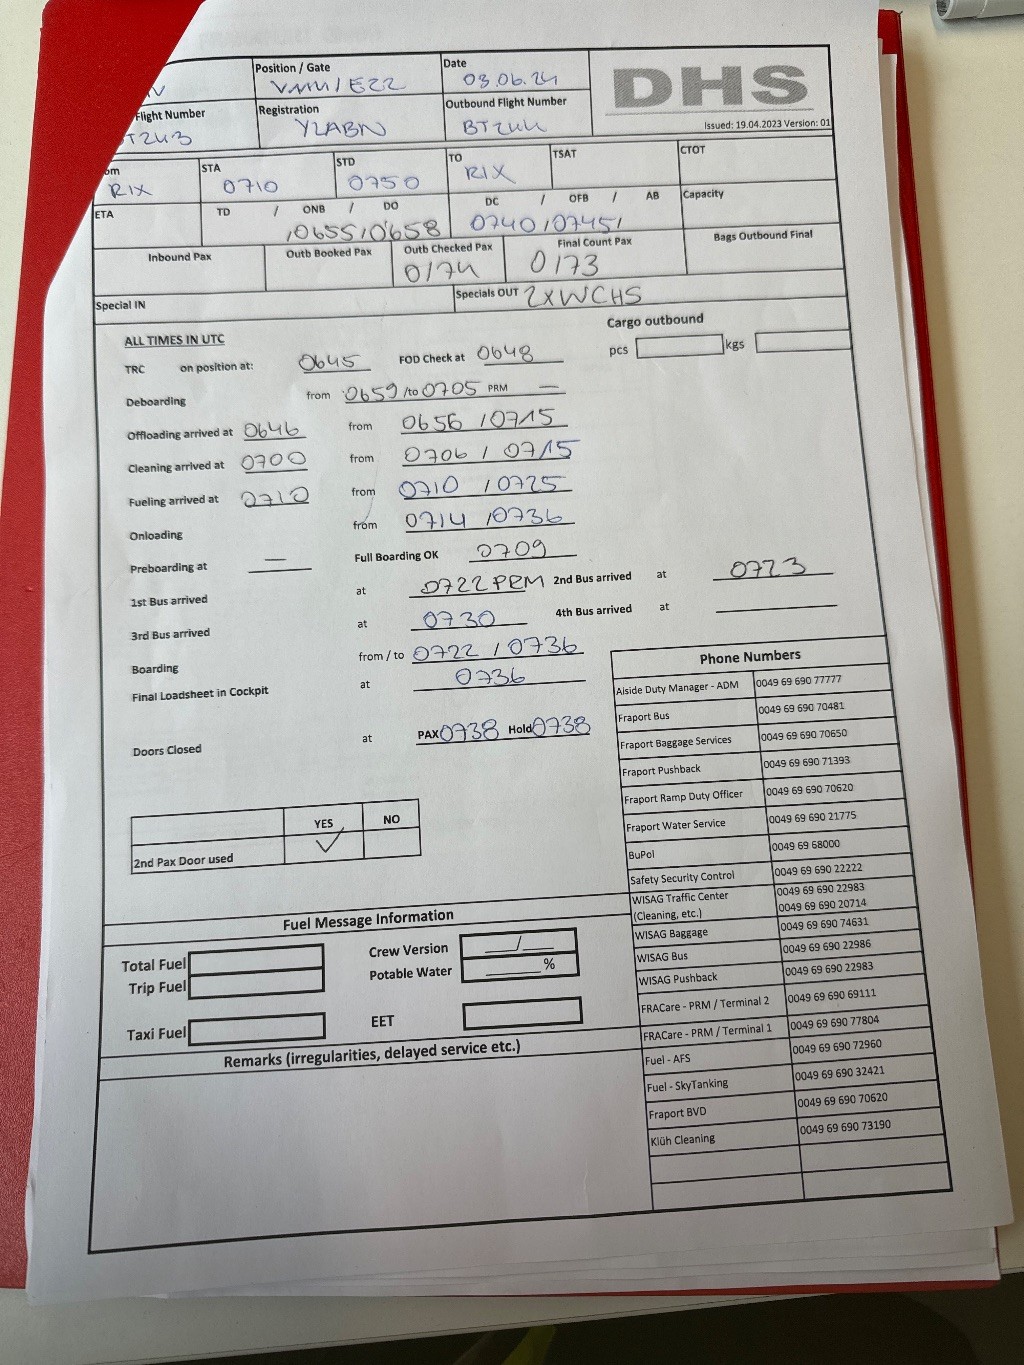 Position / Gate
Date
DHS
V
E22
03.06.24
Flight Number
Registration
Outbound Flight Number
BT243
YLABN
BT244
Issued: 19.04.2023 Version: 01
om
STA
STD
TO
TSAT
CTOT
RIX
0710
0750
RIX
ETA
TD / ONB / DO
DC / OFB / AB
Capacity
/0655/0658
0740/0745/
Inbound Pax
Outb Booked Pax
Outb Checked Pax
Final Count Pax
Bags Outbound Final
0/174
0/173
Special IN
Specials OUT 2XWCHS
ALL TIMES IN UTC
Cargo outbound
TRC on position at: 0645 FOD Check at 0648
pcs kgs
Deboarding from 0659 /to 0705 PRM —
Offloading arrived at 0646 from 0656 / 0715
Cleaning arrived at 0700 from 0706 / 0715
Fueling arrived at 0710 from 0710 / 0725
Onloading from 0714 / 0736
Preboarding at — Full Boarding OK 0709
1st Bus arrived at 0722 PRM 2nd Bus arrived at 0723
3rd Bus arrived at 0730 4th Bus arrived at
Boarding from / to 0722 / 0736
Final Loadsheet in Cockpit at 0736
Doors Closed at PAX 0738 Hold 0738
YES NO
2nd Pax Door used ✓
Fuel Message Information
Total Fuel
Crew Version /
Trip Fuel
Potable Water %
Taxi Fuel
EET
Remarks (irregularities, delayed service etc.)
Phone Numbers
Aiside Duty Manager - ADM 0049 69 690 77777
Fraport Bus 0049 69 690 70481
Fraport Baggage Services 0049 69 690 70650
Fraport Pushback 0049 69 690 71393
Fraport Ramp Duty Officer 0049 69 690 70620
Fraport Water Service 0049 69 690 21775
BuPol 0049 69 68000
Safety Security Control 0049 69 690 22222
WISAG Traffic Center 0049 69 690 22983
(Cleaning, etc.) 0049 69 690 20714
WISAG Baggage 0049 69 690 74631
WISAG Bus 0049 69 690 22986
WISAG Pushback 0049 69 690 22983
FRACare - PRM / Terminal 2 0049 69 690 69111
FRACare - PRM / Terminal 1 0049 69 690 77804
Fuel - AFS 0049 69 690 72960
Fuel - SkyTanking 0049 69 690 32421
Fraport BVD 0049 69 690 70620
Klüh Cleaning 0049 69 690 73190